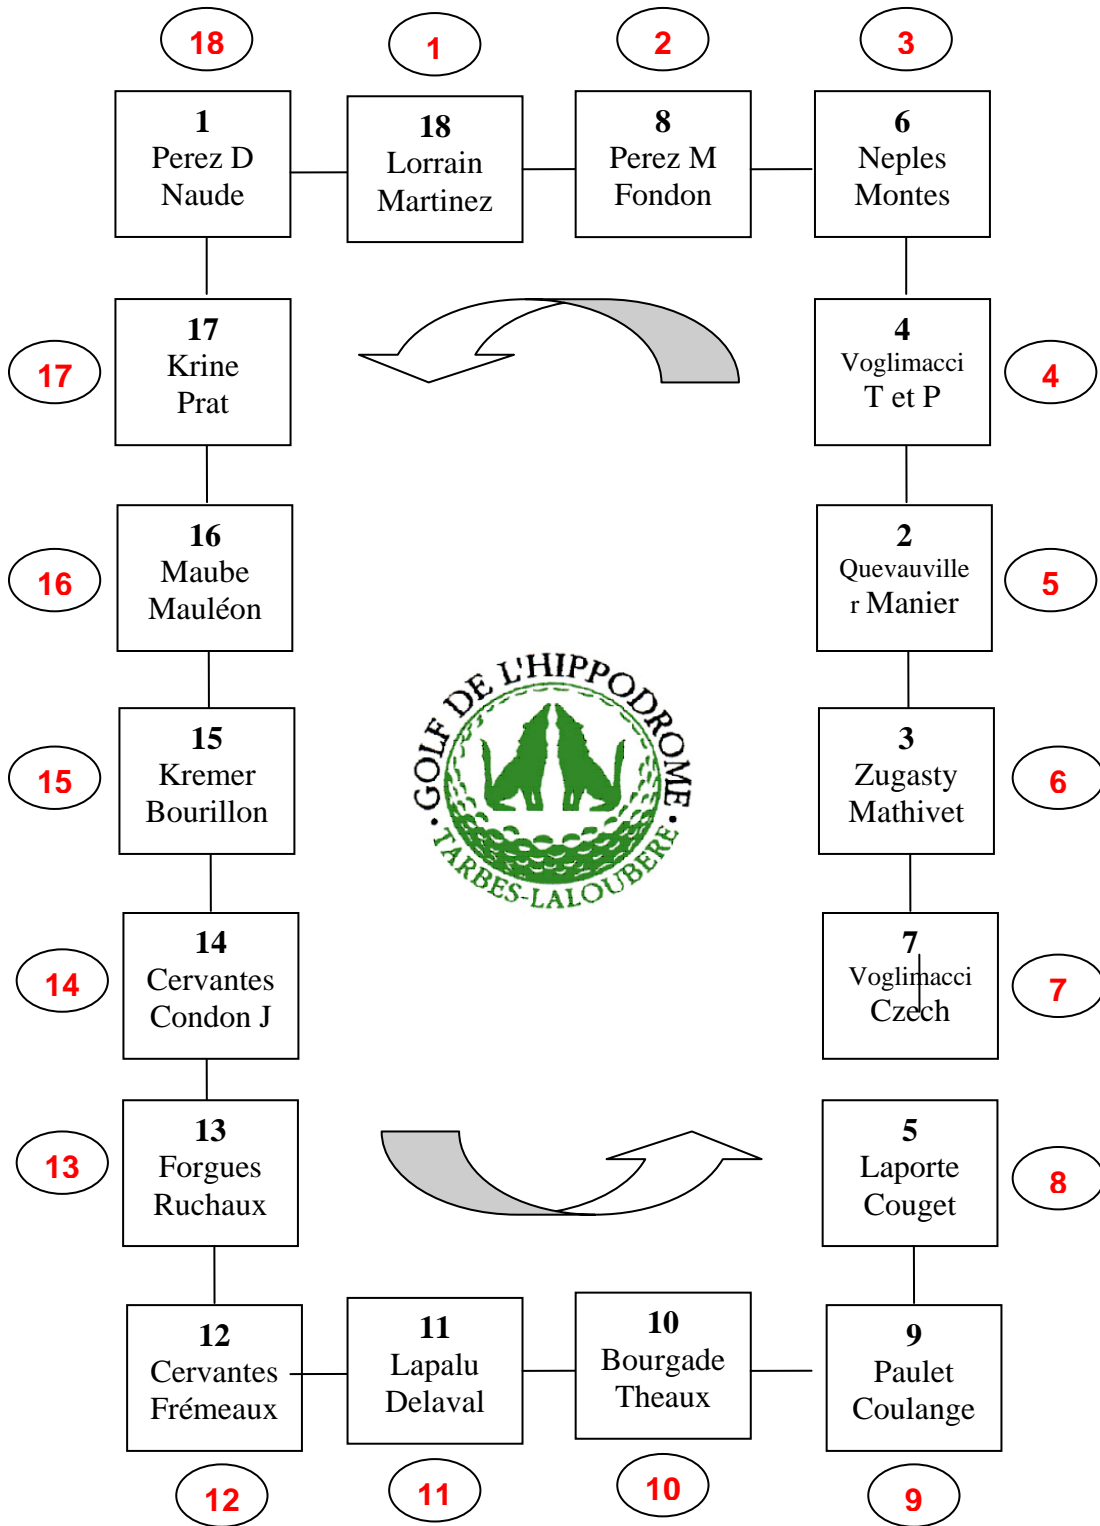 18
1
2
3
1
Perez D
Naude
18
Lorrain
Martinez
8
Perez M
Fondon
6
Neples
Montes
17
17
Krine
Prat
4
Voglimacci
T et P
4
16
16
Maube
Mauléon
2
Quevauville
r Manier
5
15
15
Kremer
Bourillon
GOLF DE L'HIPPODROME
TARBES-LALOUBERE
3
Zugasty
Mathivet
6
14
14
Cervantes
Condon J
7
Voglimacci
Czech
7
13
13
Forgues
Ruchaux
5
Laporte
Couget
8
12
Cervantes
Frémeaux
11
Lapalu
Delaval
10
Bourgade
Theaux
9
Paulet
Coulange
12
11
10
9